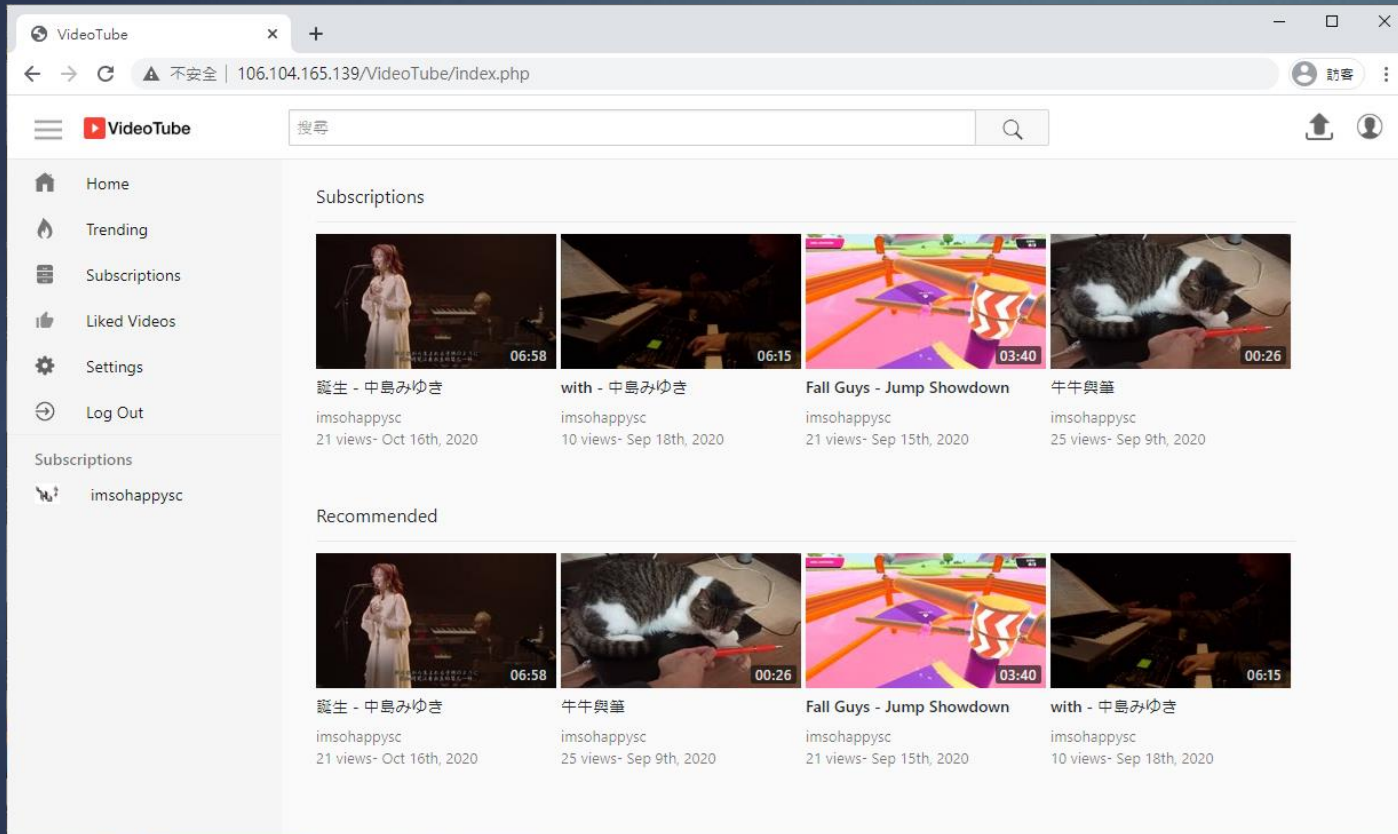 VideoTube
不安全 | 106.104.165.139/VideoTube/index.php
訪客
VideoTube
搜尋
Home
Trending
Subscriptions
Liked Videos
Settings
Log Out
Subscriptions
imsohappysc
Subscriptions
06:58 06:15 03:40 00:26
誕生 - 中島みゆき with - 中島みゆき Fall Guys - Jump Showdown 牛牛與筆
imsohappysc imsohappysc imsohappysc imsohappysc
21 views- Oct 16th, 2020 10 views- Sep 18th, 2020 21 views- Sep 15th, 2020 25 views- Sep 9th, 2020
Recommended
06:58 00:26 03:40 06:15
誕生 - 中島みゆき 牛牛與筆 Fall Guys - Jump Showdown with - 中島みゆき
imsohappysc imsohappysc imsohappysc imsohappysc
21 views- Oct 16th, 2020 25 views- Sep 9th, 2020 21 views- Sep 15th, 2020 10 views- Sep 18th, 2020